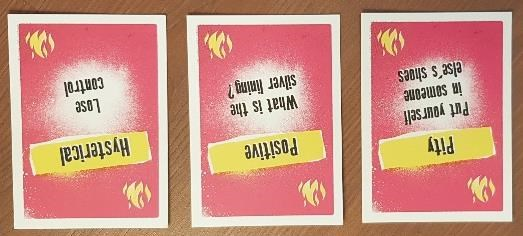 Pity
Put yourself
in someone
else's shoes
Positive
What is the
silver lining?
Hysterical
Lose
control